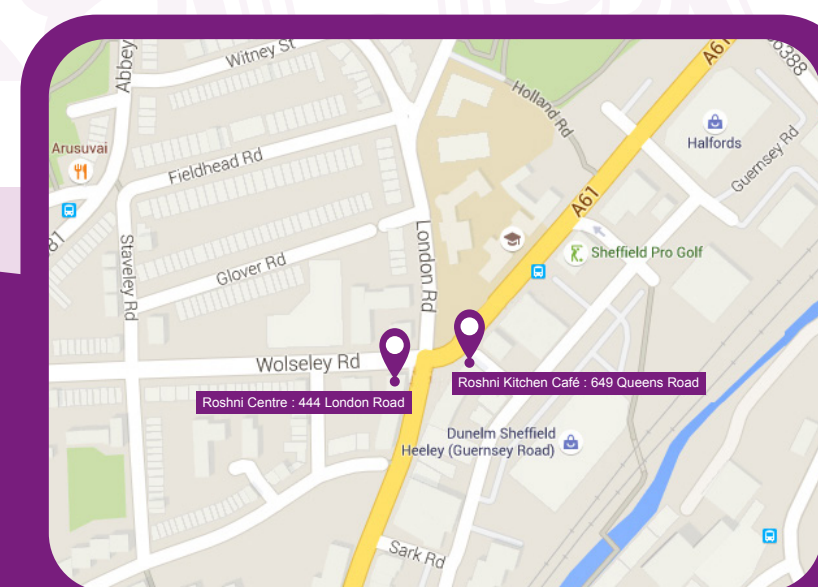 Abbey
Witney St
A61
B6388
Holland Rd
Halfords
Arusuvai
Fieldhead Rd
Guernsey Rd
A61
81
Staveley Rd
London Rd
Sheffield Pro Golf
Glover Rd
Wolseley Rd
Roshni Kitchen Café : 649 Queens Road
Roshni Centre : 444 London Road
Dunelm Sheffield
Heeley (Guernsey Road)
Sark Rd